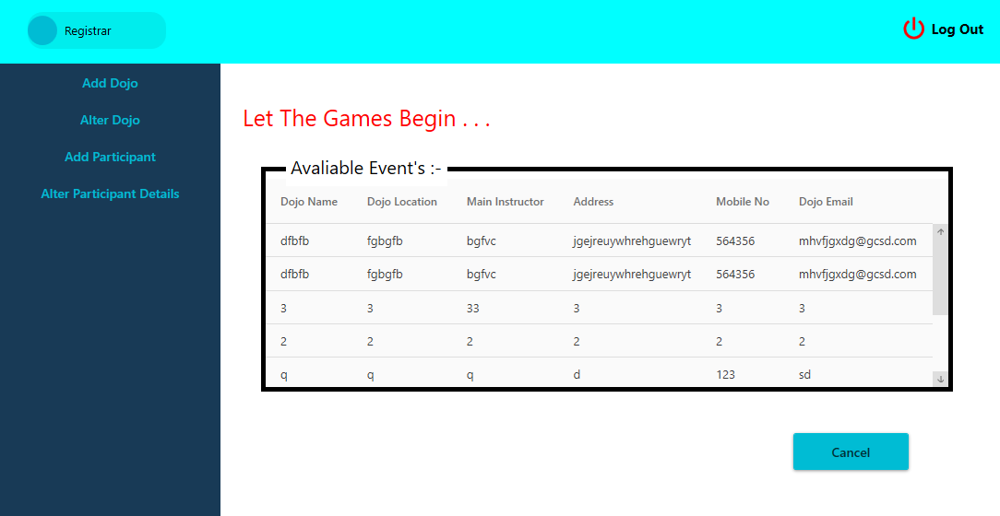 Registrar
Log Out
Add Dojo
Alter Dojo
Add Participant
Alter Participant Details
Let The Games Begin . . .
Avaliable Event's :-
Dojo Name Dojo Location Main Instructor Address Mobile No Dojo Email
dfbfb fgbgfb bgfvc jgejreuywhrehguewryt 564356 mhvfjgxdg@gcsd.com
dfbfb fgbgfb bgfvc jgejreuywhrehguewryt 564356 mhvfjgxdg@gcsd.com
3 3 33 3 3 3
2 2 2 2 2 2
q q q d 123 sd
Cancel